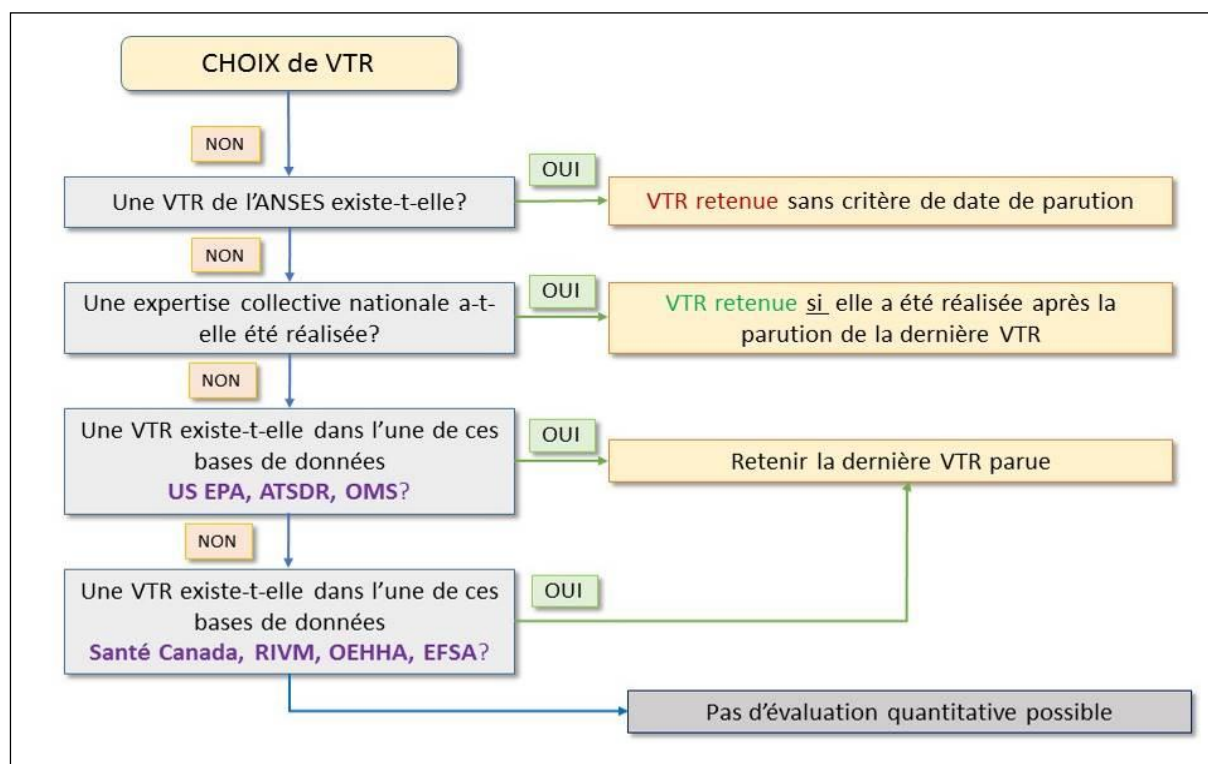 CHOIX de VTR
NON
OUI
Une VTR de l'ANSES existe-t-elle?
VTR retenue sans critère de date de parution
NON
OUI
Une expertise collective nationale a-t-
elle été réalisée?
VTR retenue si elle a été réalisée après la
parution de la dernière VTR
NON
OUI
Une VTR existe-t-elle dans l'une de ces
bases de données
US EPA, ATSDR, OMS?
Retenir la dernière VTR parue
NON
OUI
Une VTR existe-t-elle dans l'une de ces
bases de données
Santé Canada, RIVM, OEHHA, EFSA?
Pas d'évaluation quantitative possible